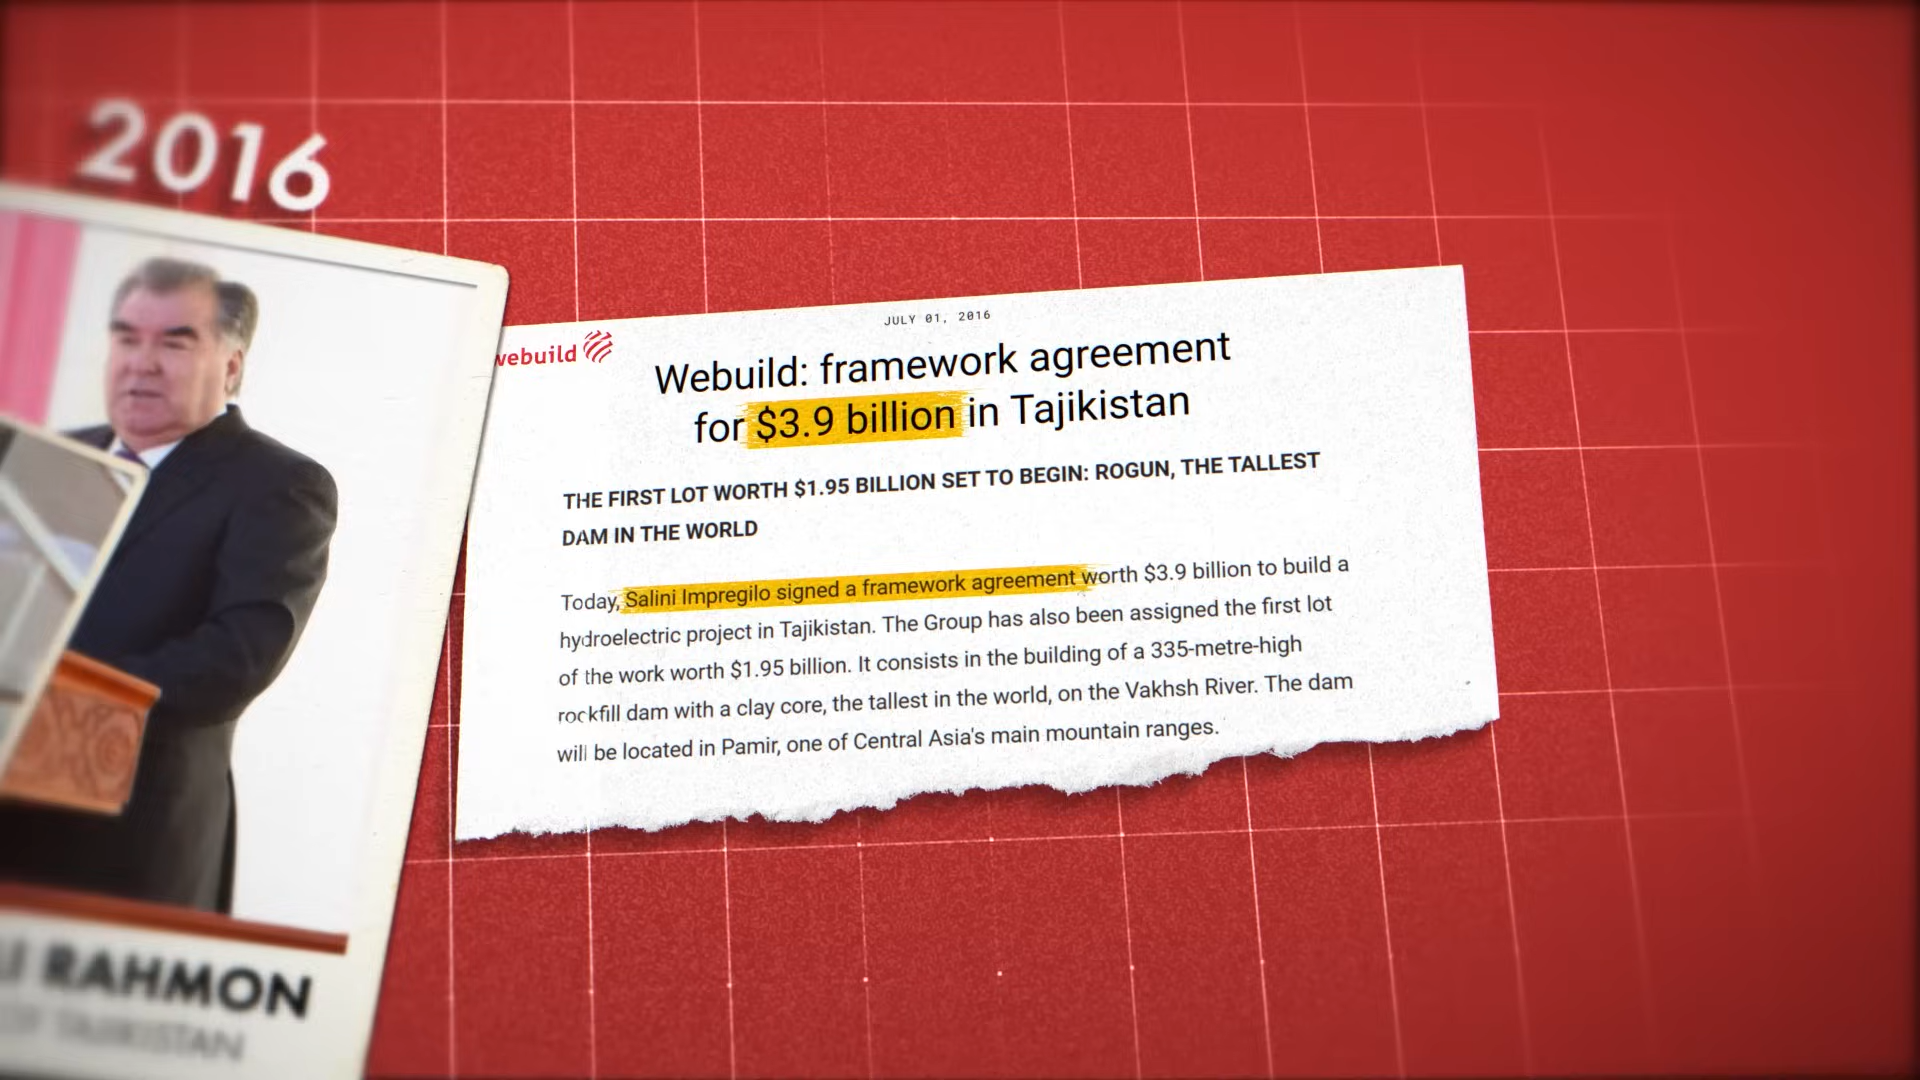 2016
webuild
JULY 01, 2016
Webuild: framework agreement
for $3.9 billion in Tajikistan
THE FIRST LOT WORTH $1.95 BILLION SET TO BEGIN: ROGUN, THE TALLEST
DAM IN THE WORLD
Today, Salini Impregilo signed a framework agreement worth $3.9 billion to build a
hydroelectric project in Tajikistan. The Group has also been assigned the first lot
of the work worth $1.95 billion. It consists in the building of a 335-metre-high
rockfill dam with a clay core, the tallest in the world, on the Vakhsh River. The dam
will be located in Pamir, one of Central Asia's main mountain ranges.
LI RAHMON
OF TAJIKISTAN